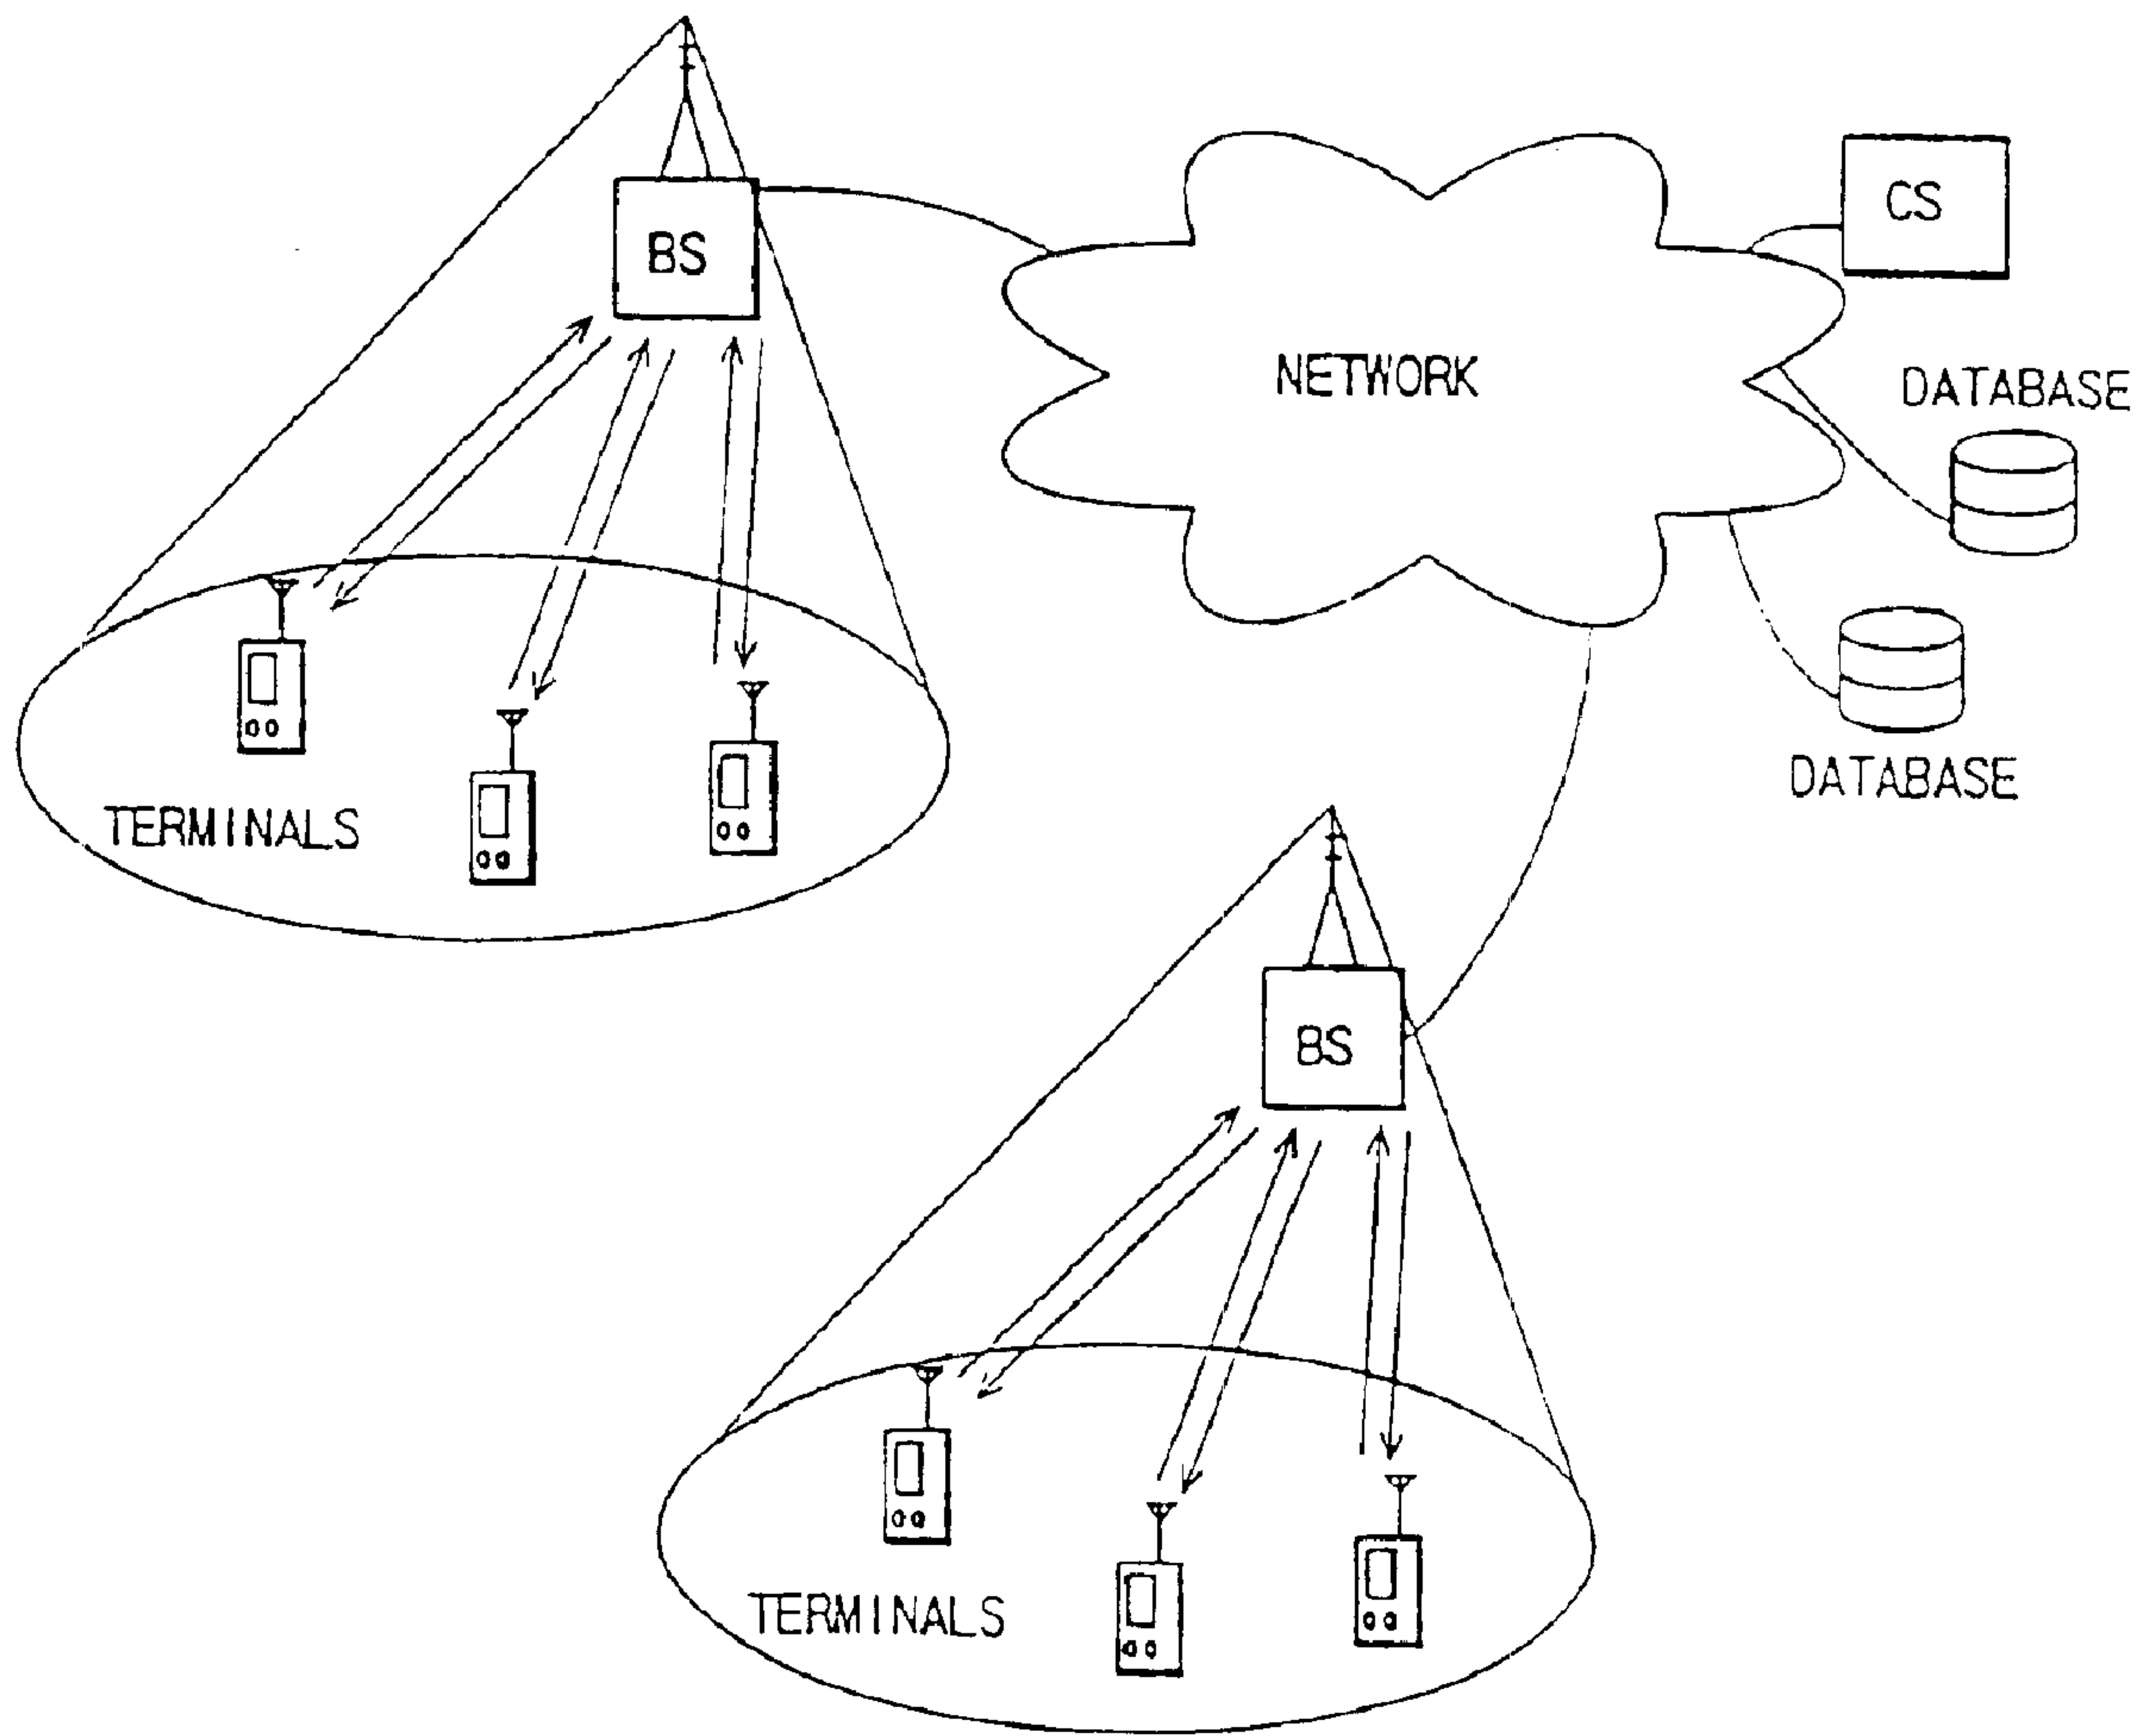 BS
CS
NETWORK
DATABASE
DATABASE
TERMINALS
BS
TERMINALS